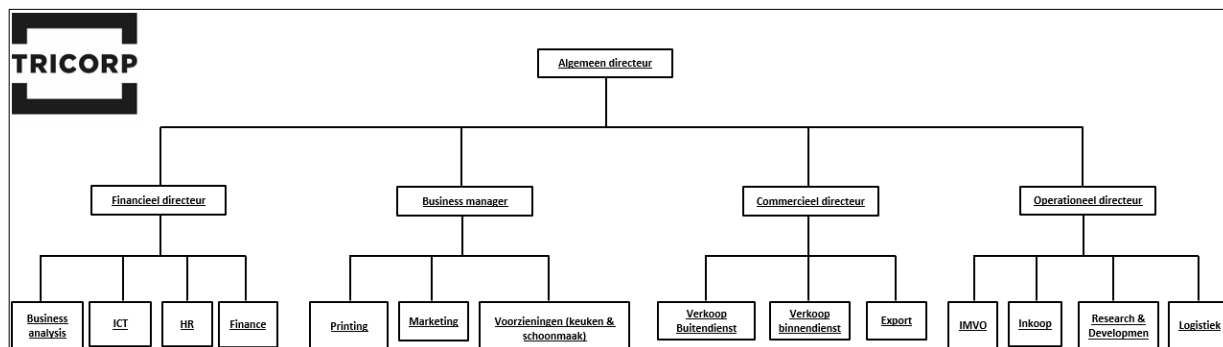 TRICORP
Algemeen directeur
Financieel directeur
Business manager
Commercieel directeur
Operationeel directeur
Business
analysis
ICT
HR
Finance
Printing
Marketing
Voorzieningen (keuken &
schoonmaak)
Verkoop
Buitendienst
Verkoop
binnendienst
Export
IMVO
Inkoop
Research &
Developmen
Logistiek